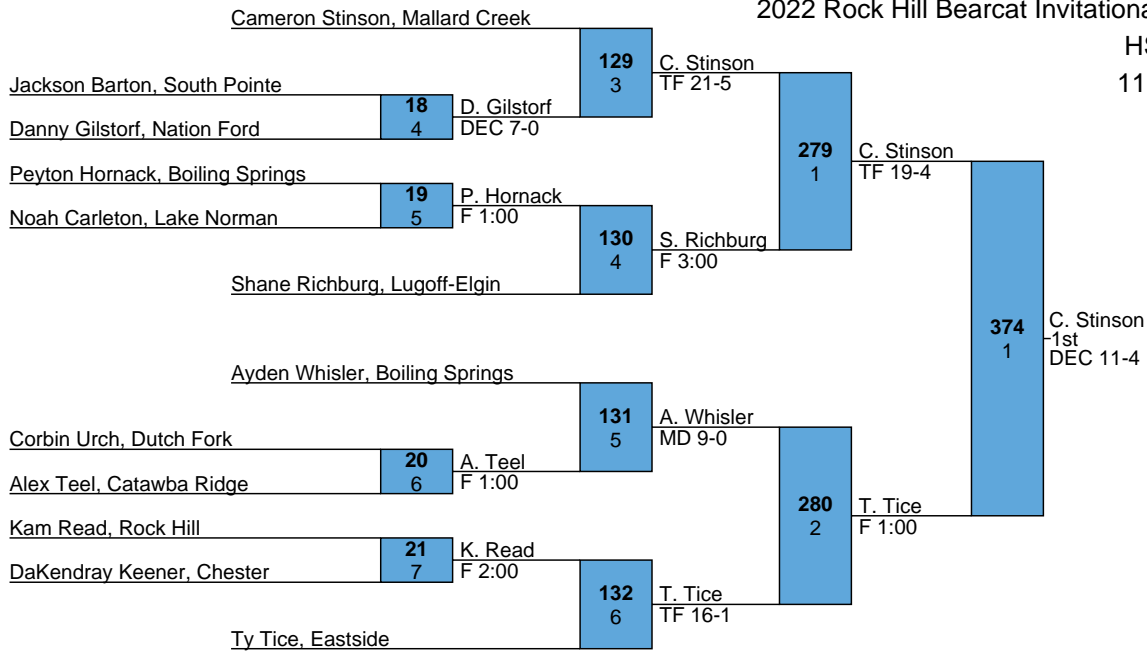 2022 Rock Hill Bearcat Invitationa
HS
11
Cameron Stinson, Mallard Creek
129
3
C. Stinson
TF 21-5
Jackson Barton, South Pointe
18
4
D. Gilstorf
DEC 7-0
Danny Gilstorf, Nation Ford
279
1
C. Stinson
TF 19-4
Peyton Hornack, Boiling Springs
19
5
P. Hornack
F 1:00
Noah Carleton, Lake Norman
130
4
S. Richburg
F 3:00
Shane Richburg, Lugoff-Elgin
374
1
C. Stinson
1st
DEC 11-4
Ayden Whisler, Boiling Springs
131
5
A. Whisler
MD 9-0
Corbin Urch, Dutch Fork
20
6
A. Teel
F 1:00
Alex Teel, Catawba Ridge
280
2
T. Tice
F 1:00
Kam Read, Rock Hill
21
7
K. Read
F 2:00
DaKendray Keener, Chester
132
6
T. Tice
TF 16-1
Ty Tice, Eastside